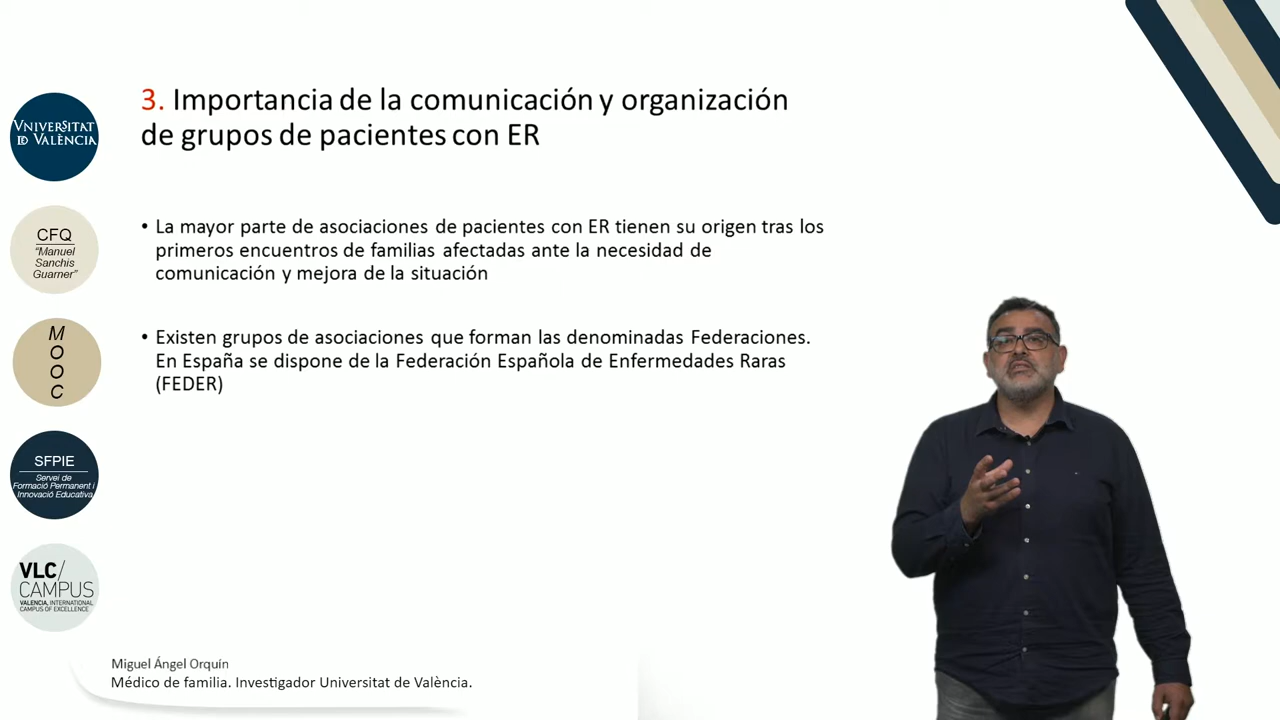 3. Importancia de la comunicación y organización
de grupos de pacientes con ER
VNIVERSITAT
ID VALÈNCIA
CFQ
"Manuel
Sanchis
Guarner"
M
O
O
C
SFPIE
Servei de
Formació Permanent i
Innovació Educativa
VLC/
CAMPUS
VALENCIA, INTERNATIONAL
CAMPUS OF EXCELLENCE
• La mayor parte de asociaciones de pacientes con ER tienen su origen tras los
primeros encuentros de familias afectadas ante la necesidad de
comunicación y mejora de la situación
• Existen grupos de asociaciones que forman las denominadas Federaciones.
En España se dispone de la Federación Española de Enfermedades Raras
(FEDER)
Miguel Ángel Orquín
Médico de familia. Investigador Universitat de València.